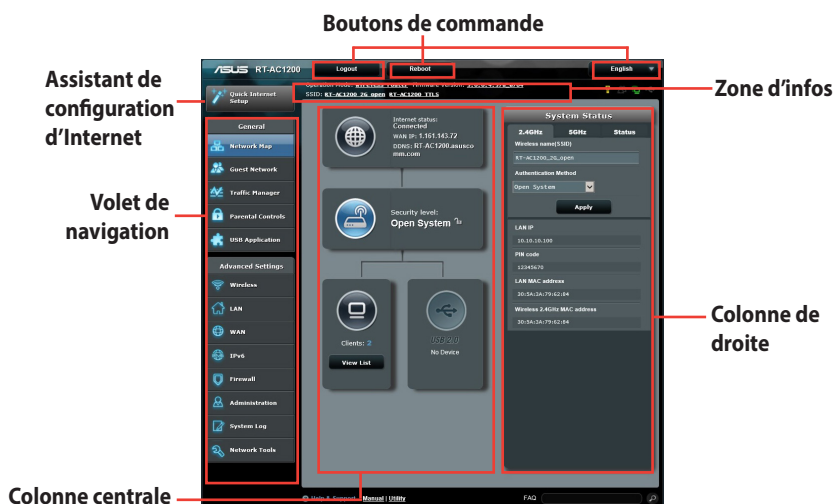 Boutons de commande
Assistant de
configuration
d'Internet
Zone d'infos
Volet de
navigation
Colonne de
droite
Colonne centrale
ASUS RT-AC1200
Logout
Reboot
English
Quick Internet
Setup
SSID: RT-AC1200_2G_open RT-AC1200_TTLS
General
Network Map
Guest Network
Traffic Manager
Parental Controls
USB Application
Advanced Settings
Wireless
LAN
WAN
IPv6
Firewall
Administration
System Log
Network Tools
Internet status:
Connected
WAN IP: 1.161.143.72
DDNS: RT-AC1200.asusco
mm.com
Security level:
Open System
Clients: 2
View List
USB 2.0
No Device
System Status
2.4GHz 5GHz Status
Wireless name(SSID)
RT-AC1200_2G_open
Authentication Method
Open System
Apply
LAN IP
10.10.10.100
PIN code
12345670
LAN MAC address
30:5A:3A:79:62:84
Wireless 2.4GHz MAC address
30:5A:3A:79:62:84
Help & Support Manual | Utility
FAQ